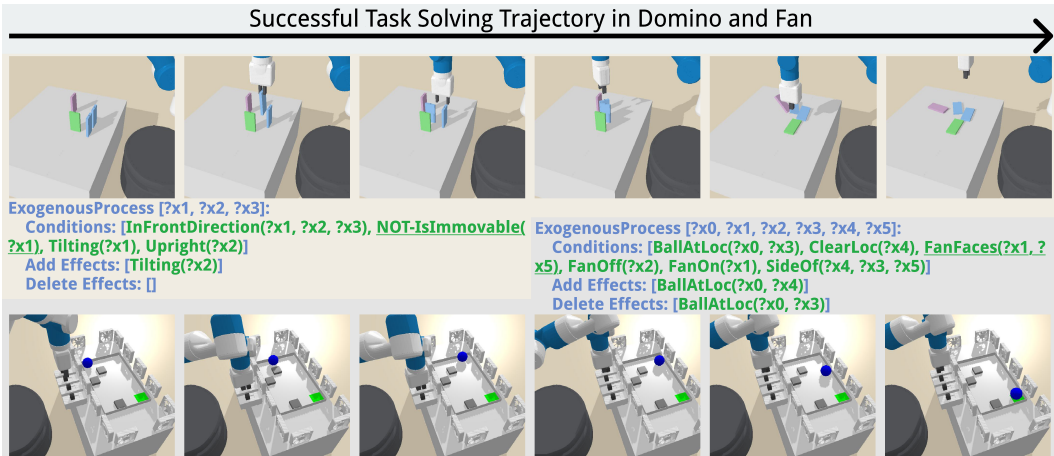 Successful Task Solving Trajectory in Domino and Fan
ExogenousProcess [?x1, ?x2, ?x3]:
Conditions: [InFrontDirection(?x1, ?x2, ?x3), NOT-IsImmovable(
?x1), Tilting(?x1), Upright(?x2)]
Add Effects: [Tilting(?x2)]
Delete Effects: []
ExogenousProcess [?x0, ?x1, ?x2, ?x3, ?x4, ?x5]:
Conditions: [BallAtLoc(?x0, ?x3), ClearLoc(?x4), FanFaces(?x1, ?
x5), FanOff(?x2), FanOn(?x1), SideOf(?x4, ?x3, ?x5)]
Add Effects: [BallAtLoc(?x0, ?x4)]
Delete Effects: [BallAtLoc(?x0, ?x3)]